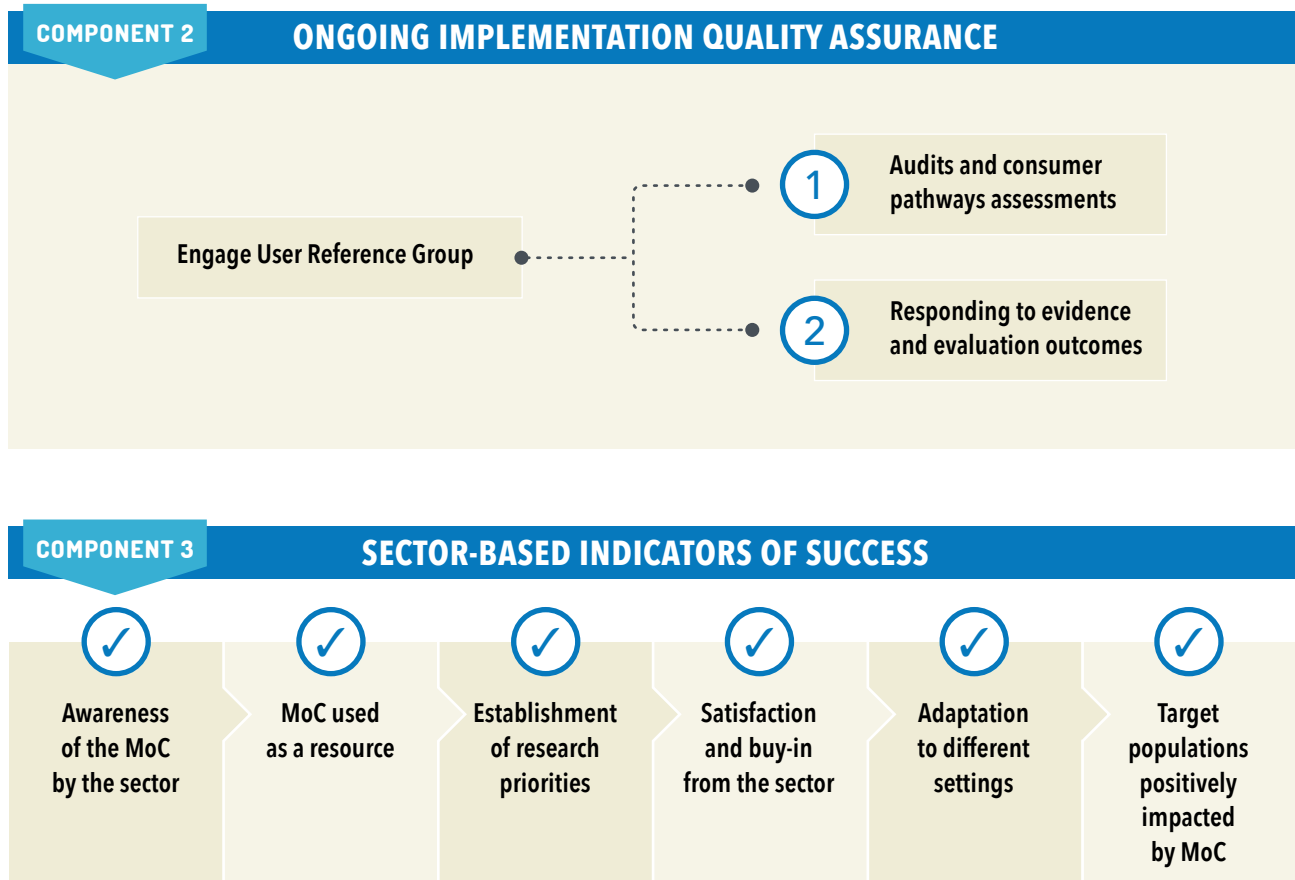 COMPONENT 2
ONGOING IMPLEMENTATION QUALITY ASSURANCE
Engage User Reference Group
1
Audits and consumer
pathways assessments
2
Responding to evidence
and evaluation outcomes
COMPONENT 3
SECTOR-BASED INDICATORS OF SUCCESS
Awareness
of the MoC
by the sector
MoC used
as a resource
Establishment
of research
priorities
Satisfaction
and buy-in
from the sector
Adaptation
to different
settings
Target
populations
positively
impacted
by MoC